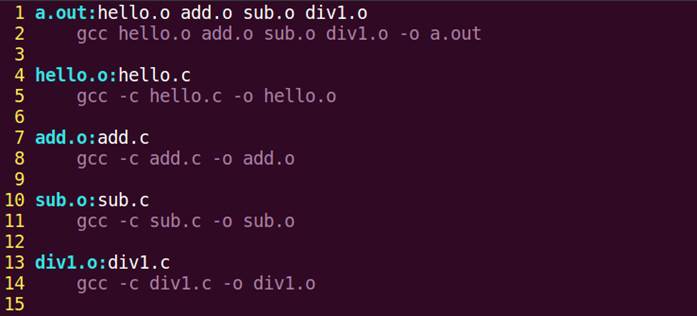 1 a.out:hello.o add.o sub.o div1.o
2     gcc hello.o add.o sub.o div1.o -o a.out
3
4 hello.o:hello.c
5     gcc -c hello.c -o hello.o
6
7 add.o:add.c
8     gcc -c add.c -o add.o
9
10 sub.o:sub.c
11     gcc -c sub.c -o sub.o
12
13 div1.o:div1.c
14     gcc -c div1.c -o div1.o
15